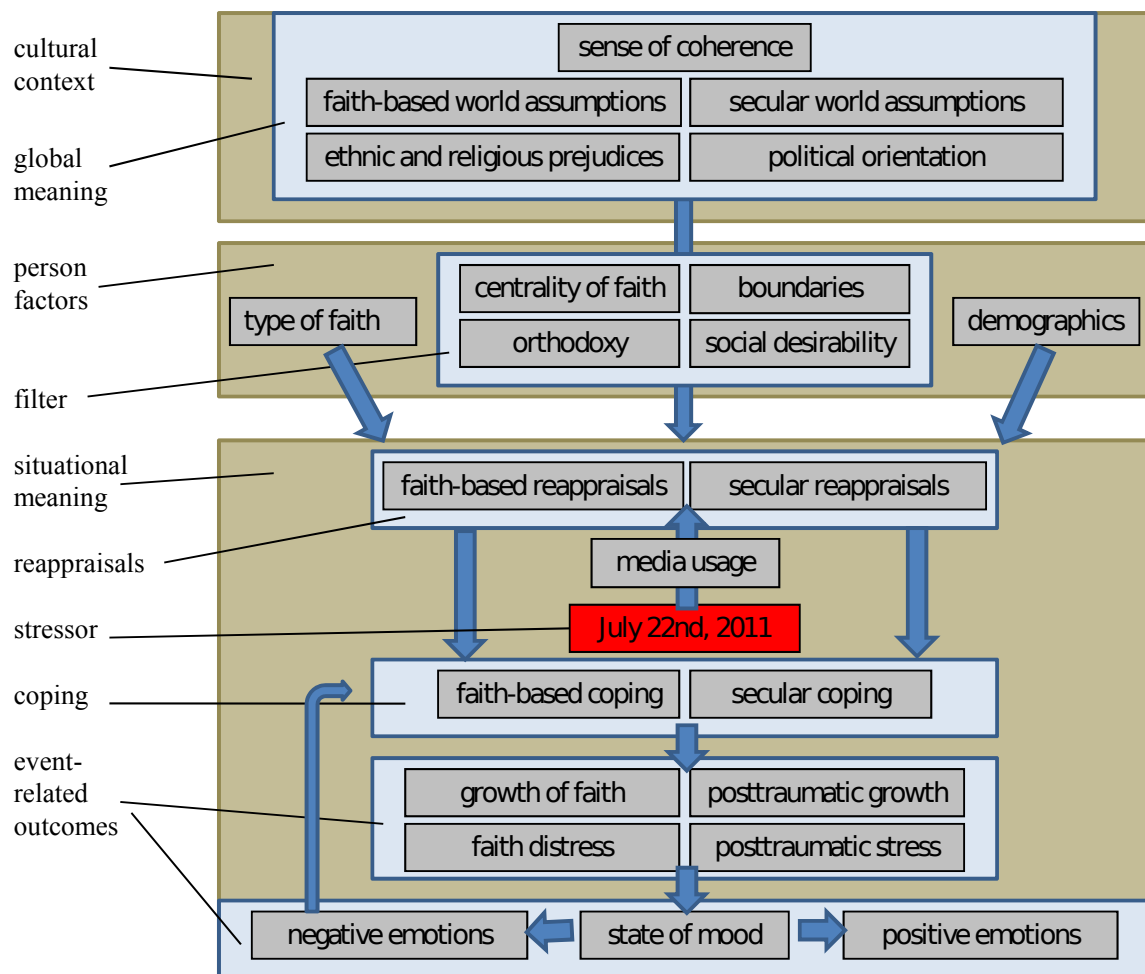 cultural
context
sense of coherence
faith-based world assumptions
secular world assumptions
global
meaning
ethnic and religious prejudices
political orientation
person
factors
centrality of faith
boundaries
type of faith
demographics
orthodoxy
social desirability
filter
situational
meaning
faith-based reappraisals
secular reappraisals
reappraisals
media usage
stressor
July 22nd, 2011
coping
faith-based coping
secular coping
event-
related
outcomes
growth of faith
posttraumatic growth
faith distress
posttraumatic stress
negative emotions
state of mood
positive emotions